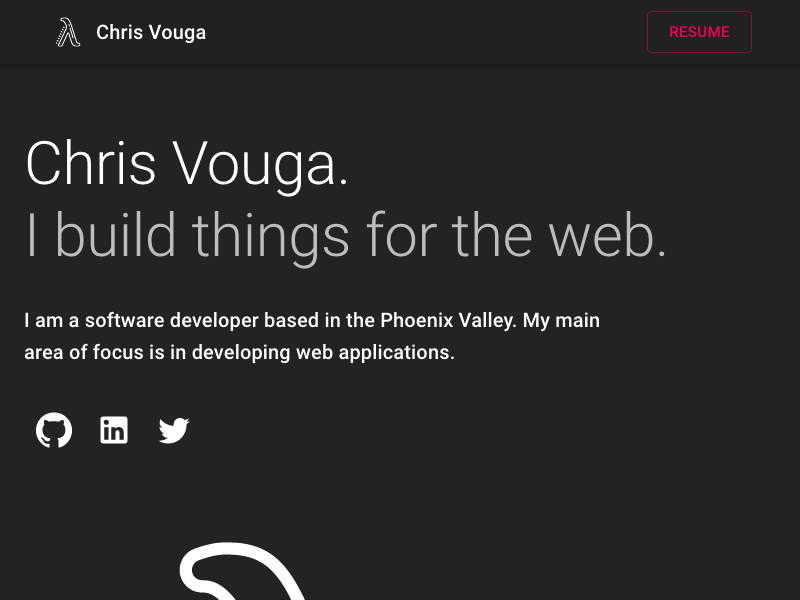 Chris Vouga
RESUME
Chris Vouga.
I build things for the web.
I am a software developer based in the Phoenix Valley. My main
area of focus is in developing web applications.